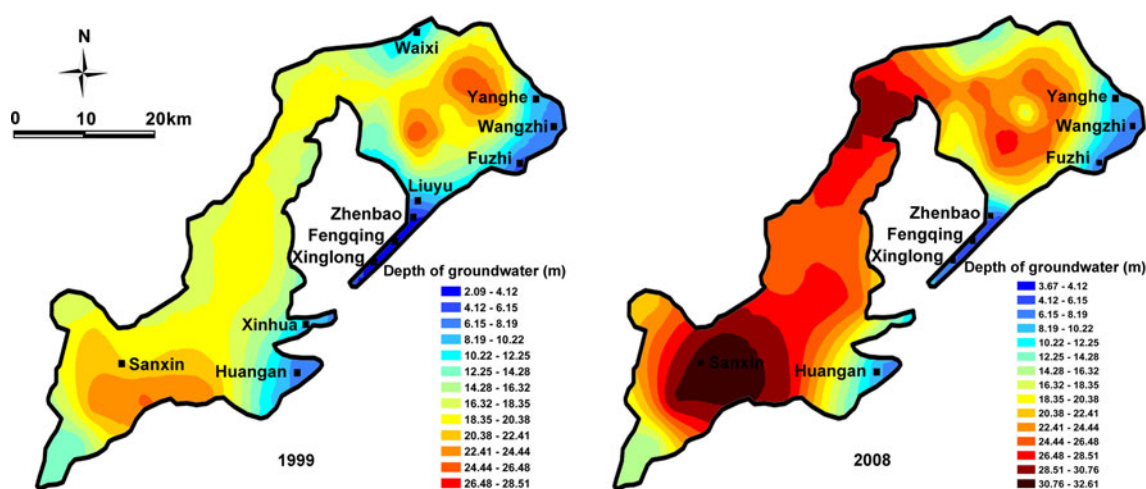 N
0 10 20km
Waixi
Yanghe
Wangzhi
Fuzhi
Liuyu
Zhenbao
Fengqing
Xinglong
Xinhua
Sanxin
Huangan
Depth of groundwater (m)
2.09 - 4.12
4.12 - 6.15
6.15 - 8.19
8.19 - 10.22
10.22 - 12.25
12.25 - 14.28
14.28 - 16.32
16.32 - 18.35
18.35 - 20.38
20.38 - 22.41
22.41 - 24.44
24.44 - 26.48
26.48 - 28.51
1999
Yanghe
Wangzhi
Fuzhi
Zhenbao
Fengqing
Xinglong
Sanxin
Huangan
Depth of groundwater (m)
3.67 - 4.12
4.12 - 6.15
6.15 - 8.19
8.19 - 10.22
10.22 - 12.25
12.25 - 14.28
14.28 - 16.32
16.32 - 18.35
18.35 - 20.38
20.38 - 22.41
22.41 - 24.44
24.44 - 26.48
26.48 - 28.51
28.51 - 30.76
30.76 - 32.61
2008